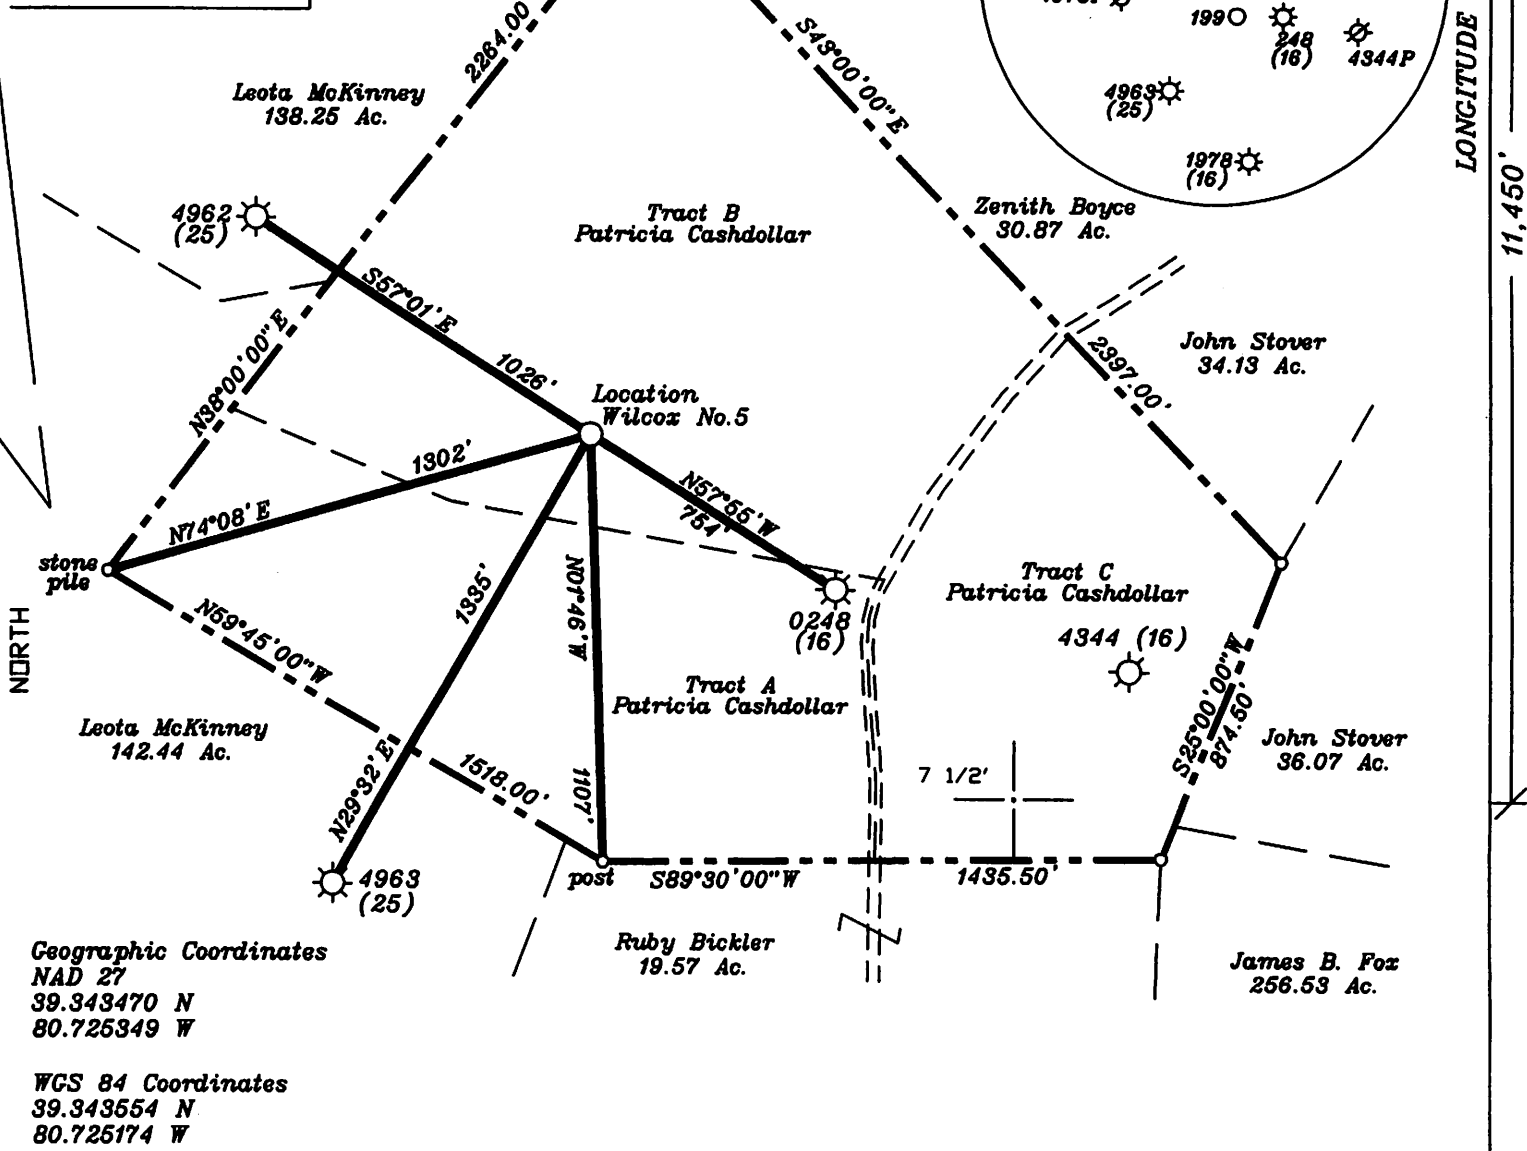 2264.00
S43°00'00"E
199
248
(16)
4344P
4963
(25)
1978
(16)
LONGITUDE
11,450'
Leota McKinney
138.25 Ac.
4962
(25)
Tract B
Patricia Cashdollar
Zenith Boyce
30.87 Ac.
S57°01'E
1026'
N38°00'00"E
John Stover
34.13 Ac.
2397.00'
Location
Wilcox No.5
1302'
N74°08'E
N57°55'W
754'
stone
pile
N59°45'00"W
1335'
N01°46'W
0248
(16)
Tract C
Patricia Cashdollar
4344 (16)
NORTH
Leota McKinney
142.44 Ac.
Tract A
Patricia Cashdollar
S25°00'00"W
874.50'
John Stover
36.07 Ac.
N29°32'E
1518.00'
1107'
7 1/2'
4963
(25)
post
S89°30'00"W
1435.50'
Ruby Bickler
19.57 Ac.
James B. Fox
256.53 Ac.
Geographic Coordinates
NAD 27
39.343470 N
80.725349 W
WGS 84 Coordinates
39.343554 N
80.725174 W